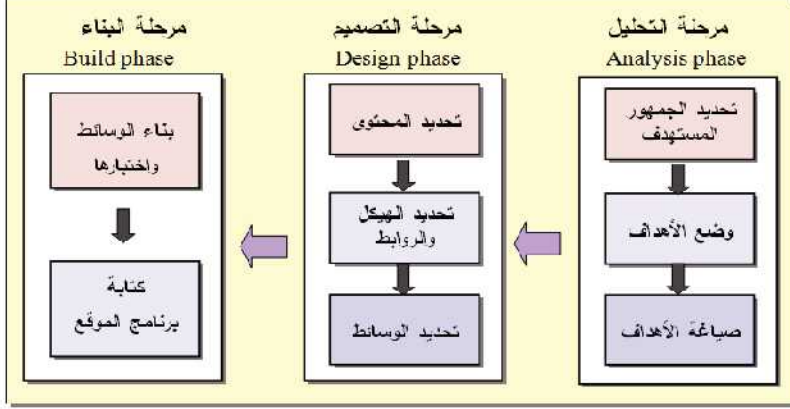 مرحلة التحليل
Analysis phase
تحديد الجمهور
المستهدف
وضع الأهداف
صياغة الأهداف
مرحلة التصميم
Design phase
تحديد المحتوى
تحديد الهيكل
والروابط
تحديد الوسائط
مرحلة البناء
Build phase
بناء الوسائط
واختبارها
كتابة
برنامج الموقع